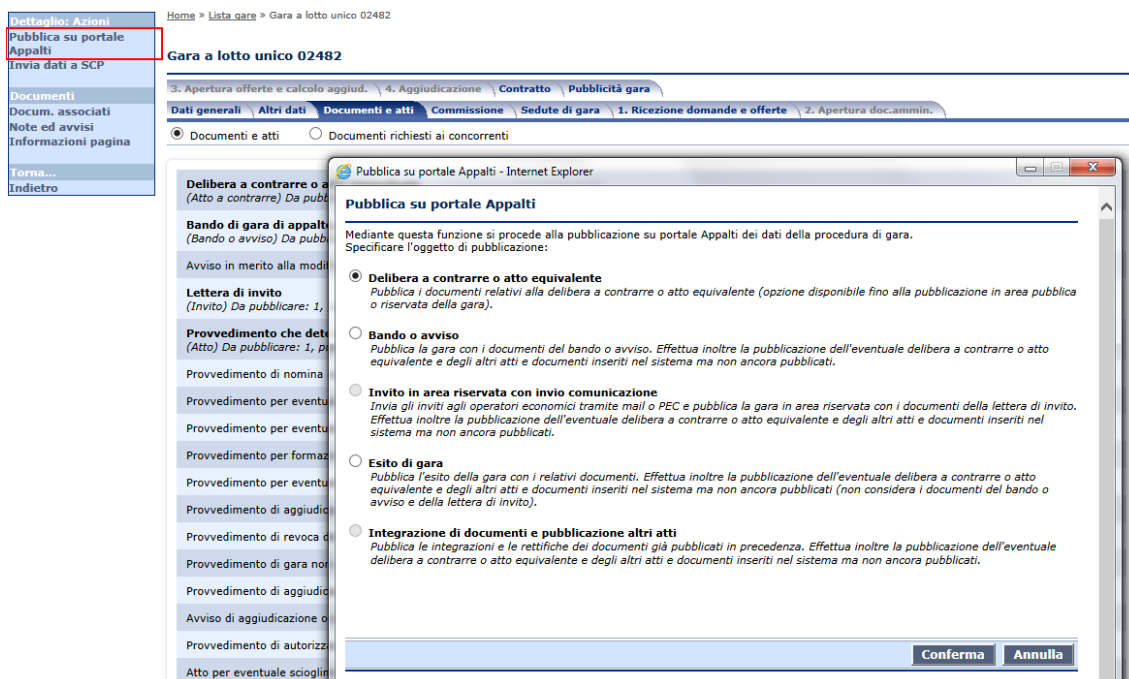 Dettaglio: Azioni
Pubblica su portale
Appalti
Invia dati a SCP
Documenti
Docum. associati
Note ed avvisi
Informazioni pagina
Torna...
Indietro
Home » Lista gare » Gara a lotto unico 02482
Gara a lotto unico 02482
3. Apertura offerte e calcolo aggiud. 4. Aggiudicazione Contratto Pubblicità gara
Dati generali Altri dati Documenti e atti Commissione Sedute di gara 1. Ricezione domande e offerte 2. Apertura doc.ammin.
Documenti e atti Documenti richiesti ai concorrenti
Delibera a contrarre o a
(Atto a contrarre) Da pubb
Bando di gara di appalt
(Bando o avviso) Da pubb
Avviso in merito alla modif
Lettera di invito
(Invito) Da pubblicare: 1,
Provvedimento che dete
(Atto) Da pubblicare: 1, pu
Provvedimento di nomina
Provvedimento per eventu
Provvedimento per eventu
Provvedimento per formaz
Provvedimento per eventu
Provvedimento di aggiudic
Provvedimento di revoca d
Provvedimento di gara non
Provvedimento di aggiudic
Avviso di aggiudicazione o
Provvedimento di autorizz
Atto per eventuale sciogli
Pubblica su portale Appalti - Internet Explorer
Pubblica su portale Appalti
Mediante questa funzione si procede alla pubblicazione su portale Appalti dei dati della procedura di gara.
Specificare l'oggetto di pubblicazione:
Delibera a contrarre o atto equivalente
Pubblica i documenti relativi alla delibera a contrarre o atto equivalente (opzione disponibile fino alla pubblicazione in area pubblica
o riservata della gara).
Bando o avviso
Pubblica la gara con i documenti del bando o avviso. Effettua inoltre la pubblicazione dell'eventuale delibera a contrarre o atto
equivalente e degli altri atti e documenti inseriti nel sistema ma non ancora pubblicati.
Invito in area riservata con invio comunicazione
Invia gli inviti agli operatori economici tramite mail o PEC e pubblica la gara in area riservata con i documenti della lettera di invito.
Effettua inoltre la pubblicazione dell'eventuale delibera a contrarre o atto equivalente e degli altri atti e documenti inseriti nel
sistema ma non ancora pubblicati.
Esito di gara
Pubblica l'esito della gara con i relativi documenti. Effettua inoltre la pubblicazione dell'eventuale delibera a contrarre o atto
equivalente e degli altri atti e documenti inseriti nel sistema ma non ancora pubblicati (non considera i documenti del bando o
avviso e della lettera di invito).
Integrazione di documenti e pubblicazione altri atti
Pubblica le integrazioni e le rettifiche dei documenti già pubblicati in precedenza. Effettua inoltre la pubblicazione dell'eventuale
delibera a contrarre o atto equivalente e degli altri atti e documenti inseriti nel sistema ma non ancora pubblicati.
Conferma Annulla